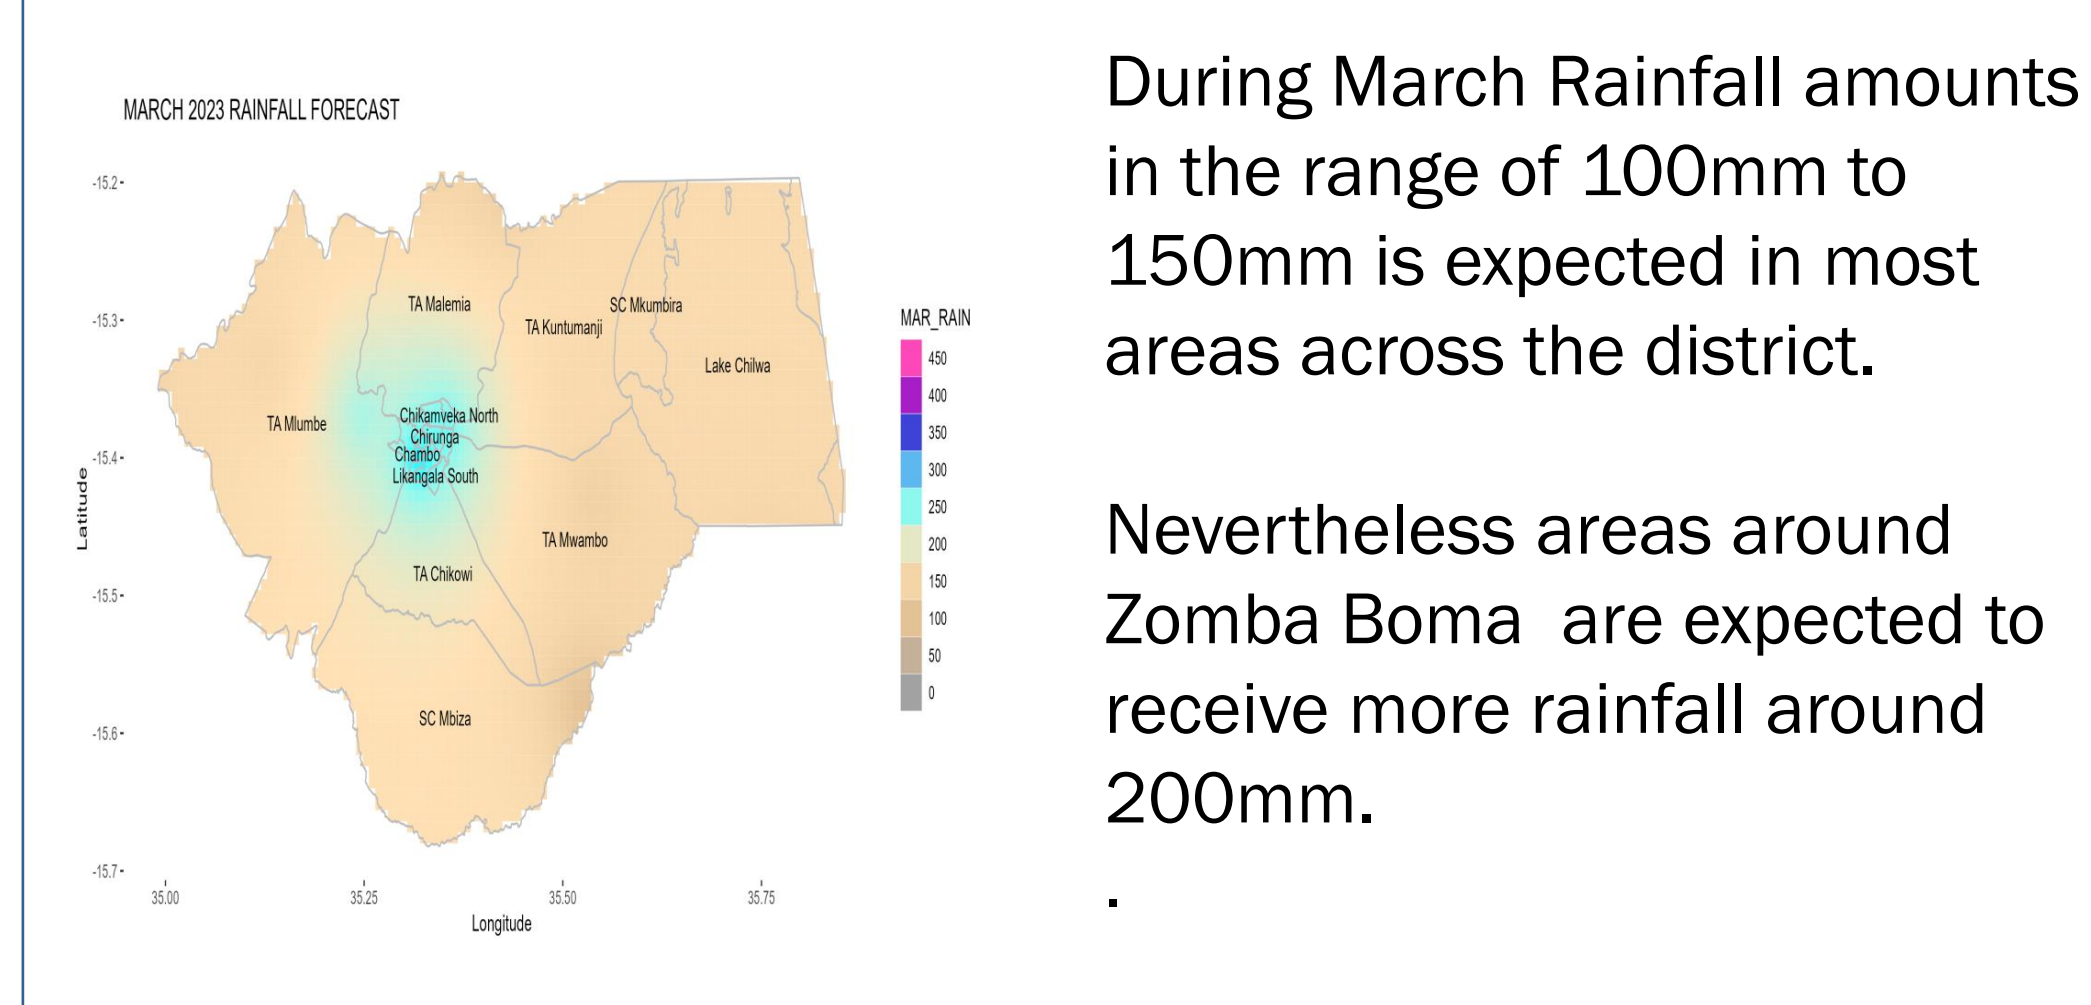 MARCH 2023 RAINFALL FORECAST
-15.2
-15.3
-15.4
-15.5
-15.6
-15.7
Latitude
TA Malemia
SC Mkumbira
TA Kuntumanji
Lake Chilwa
TA Mlumbe
Chikamveka North
Chirunga
Chambo
Likangala South
TA Mwambo
TA Chikowi
SC Mbiza
35.00
35.25
35.50
35.75
Longitude
MAR_RAIN
450
400
350
300
250
200
150
100
50
0
During March Rainfall amounts
in the range of 100mm to
150mm is expected in most
areas across the district.
Nevertheless areas around
Zomba Boma  are expected to
receive more rainfall around
200mm.
.